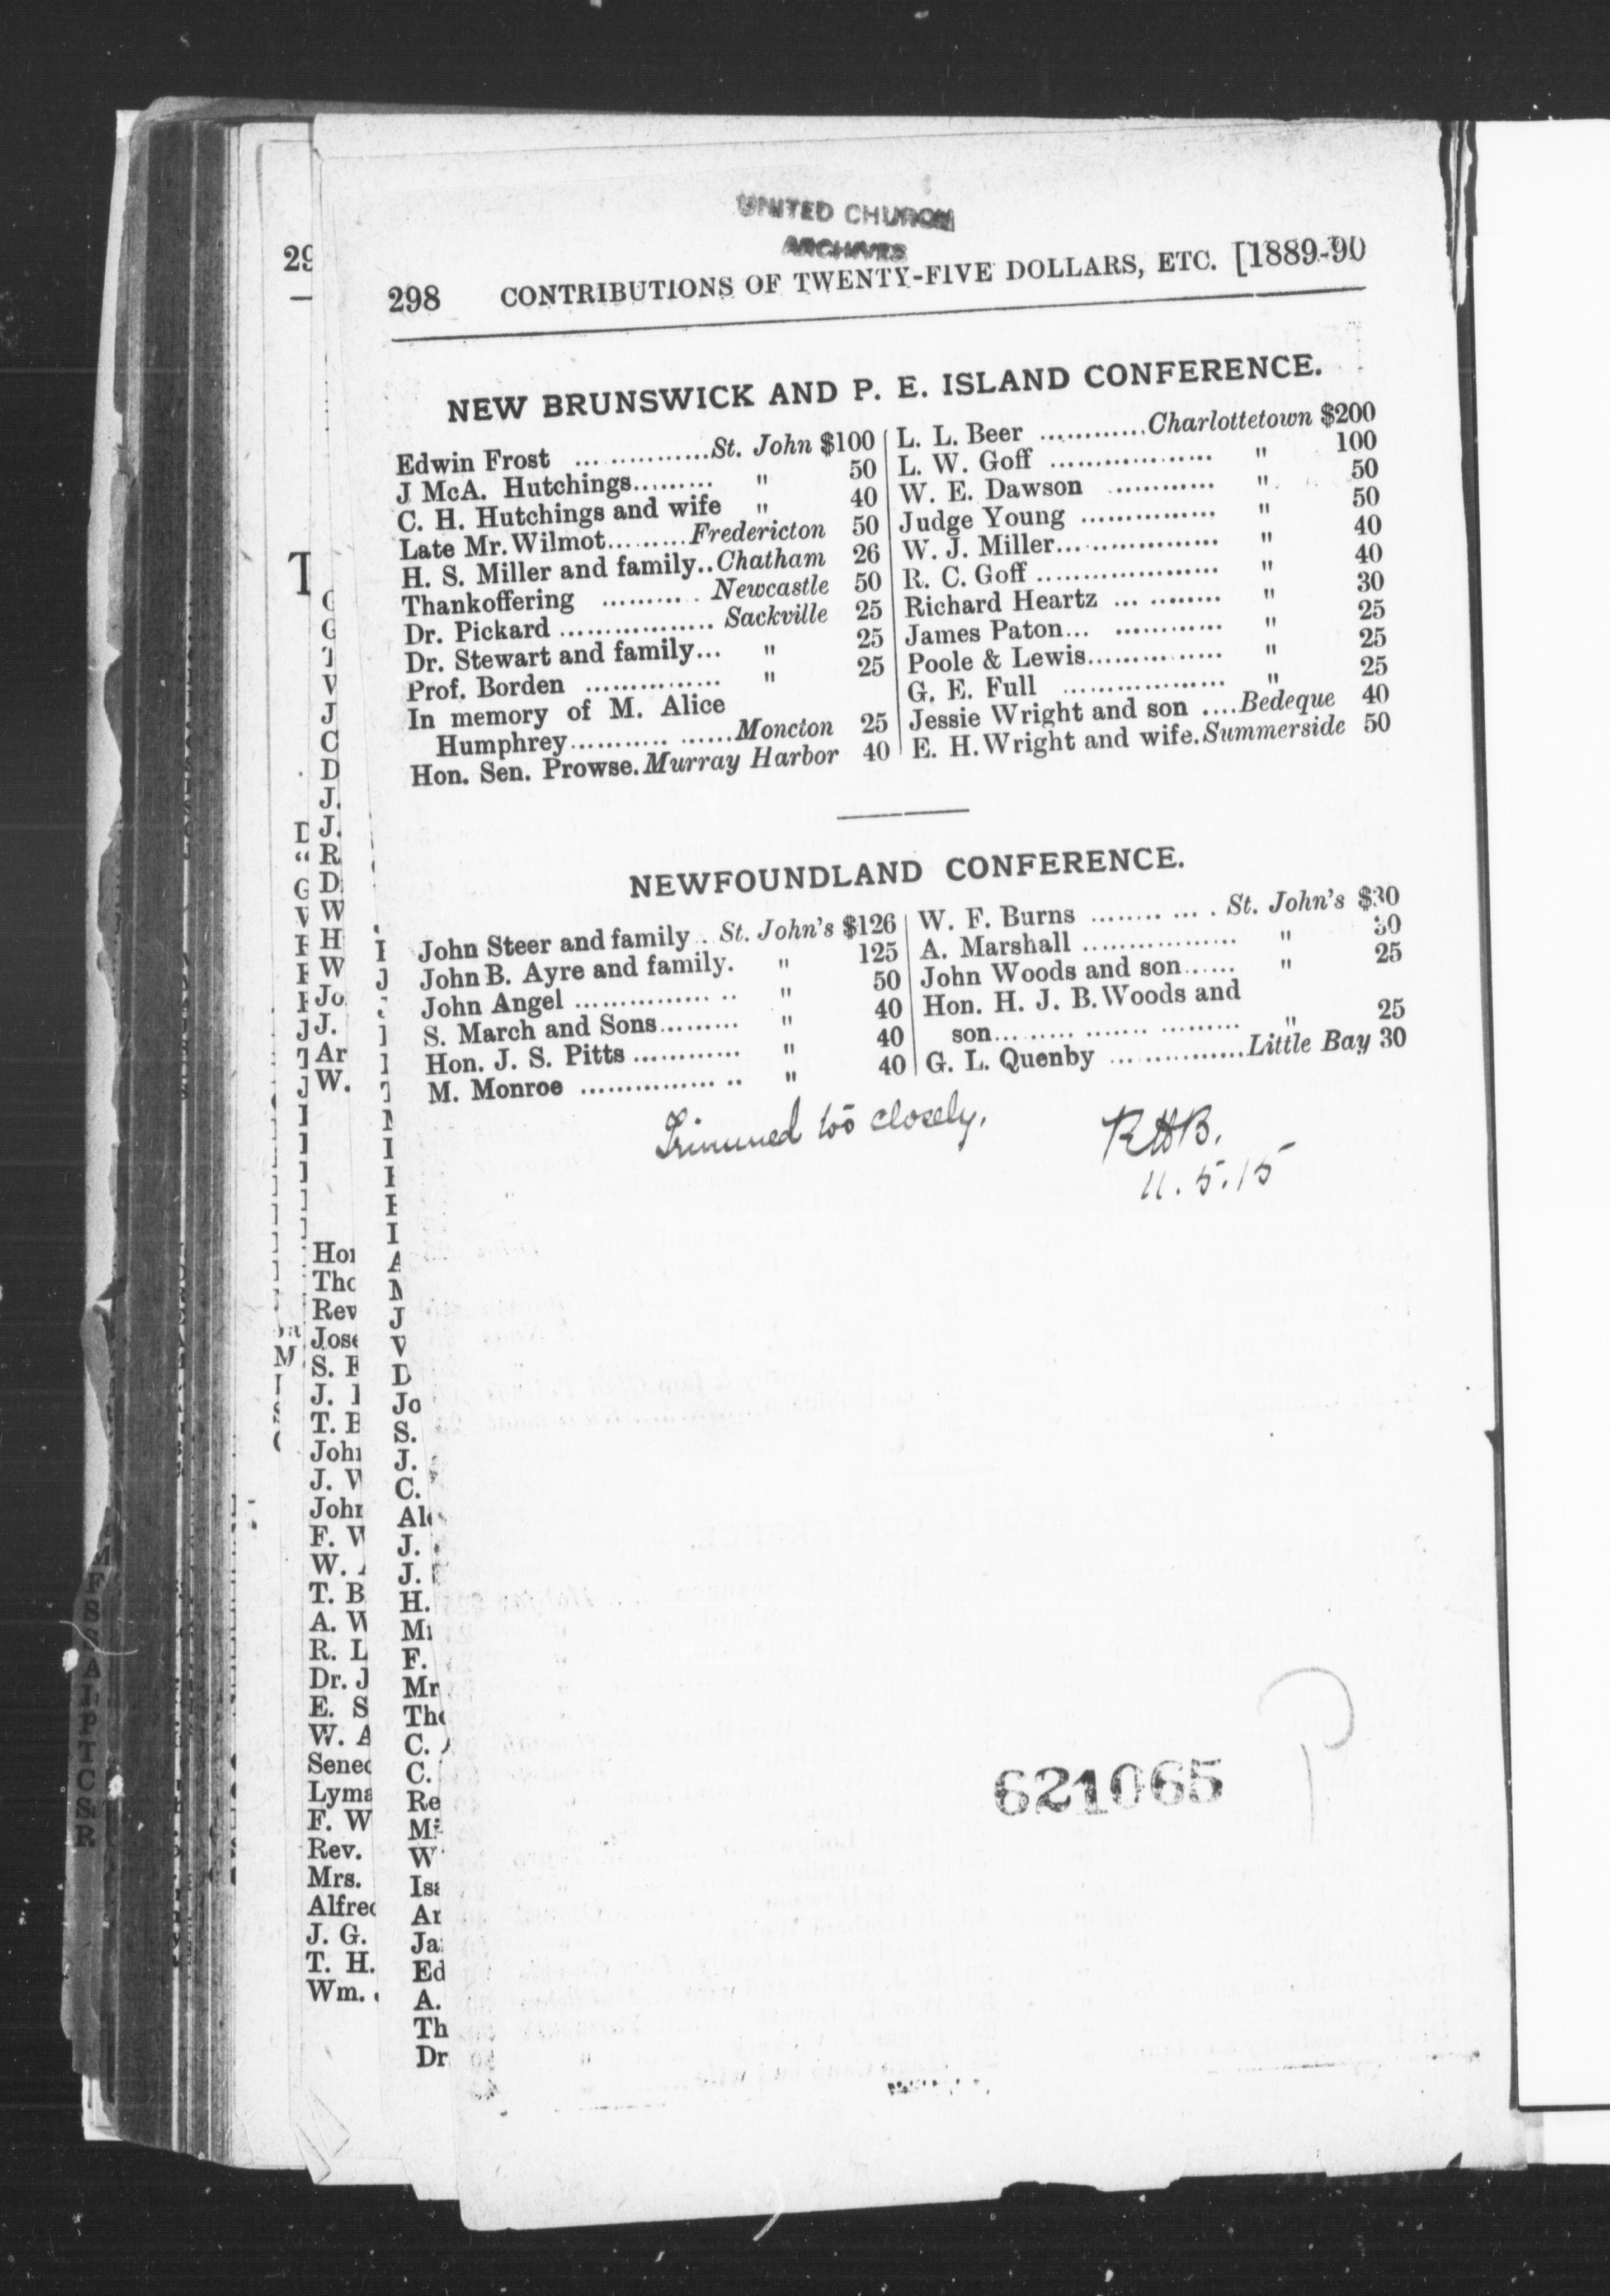 UNITED CHURCH
ARCHIVES
298 CONTRIBUTIONS OF TWENTY-FIVE DOLLARS, ETC. [1889-90
NEW BRUNSWICK AND P. E. ISLAND CONFERENCE.
Edwin Frost ... ............St. John $100
J McA. Hutchings......... " 50
C. H. Hutchings and wife " 40
Late Mr. Wilmot.........Fredericton 50
H. S. Miller and family..Chatham 26
Thankoffering .......... . Newcastle 50
Dr. Pickard ................. Sackville 25
Dr. Stewart and family... " 25
Prof. Borden ............... " 25
In memory of M. Alice
Humphrey........... ......Moncton 25
Hon. Sen. Prowse.Murray Harbor 40
L. L. Beer ............Charlottetown $200
L. W. Goff .................. " 100
W. E. Dawson ........... " 50
Judge Young ............... " 50
W. J. Miller................... " 40
R. C. Goff ..................... " 40
Richard Heartz ... ......... " 30
James Paton... ............ " 25
Poole & Lewis............... " 25
G. E. Full .................. " 25
Jessie Wright and son ....Bedeque 40
E. H. Wright and wife.Summerside 50
NEWFOUNDLAND CONFERENCE.
John Steer and family .. St. John's $126
John B. Ayre and family. " 125
John Angel ............... .. " 50
S. March and Sons......... " 40
Hon. J. S. Pitts ............ " 40
M. Monroe ............... .. " 40
W. F. Burns ........ ... . St. John's $30
A. Marshall ................. " 30
John Woods and son...... " 25
Hon. H. J. B. Woods and
son......... ....... ......... " 25
G. L. Quenby ...............Little Bay 30
Trimmed too closely.
RHB.
11.5.15
621065